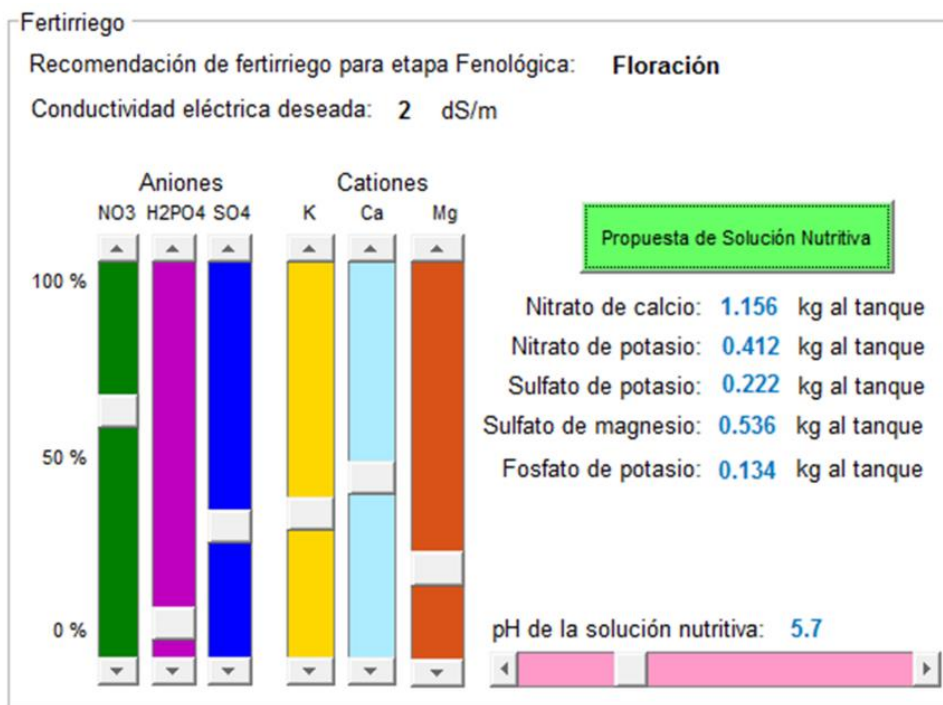 Fertirriego
Recomendación de fertirriego para etapa Fenológica: Floración
Conductividad eléctrica deseada: 2 dS/m
Aniones Cationes
NO3 H2PO4 SO4 K Ca Mg
Propuesta de Solución Nutritiva
100 %
Nitrato de calcio: 1.156 kg al tanque
Nitrato de potasio: 0.412 kg al tanque
Sulfato de potasio: 0.222 kg al tanque
Sulfato de magnesio: 0.536 kg al tanque
50 %
Fosfato de potasio: 0.134 kg al tanque
0 %
pH de la solución nutritiva: 5.7